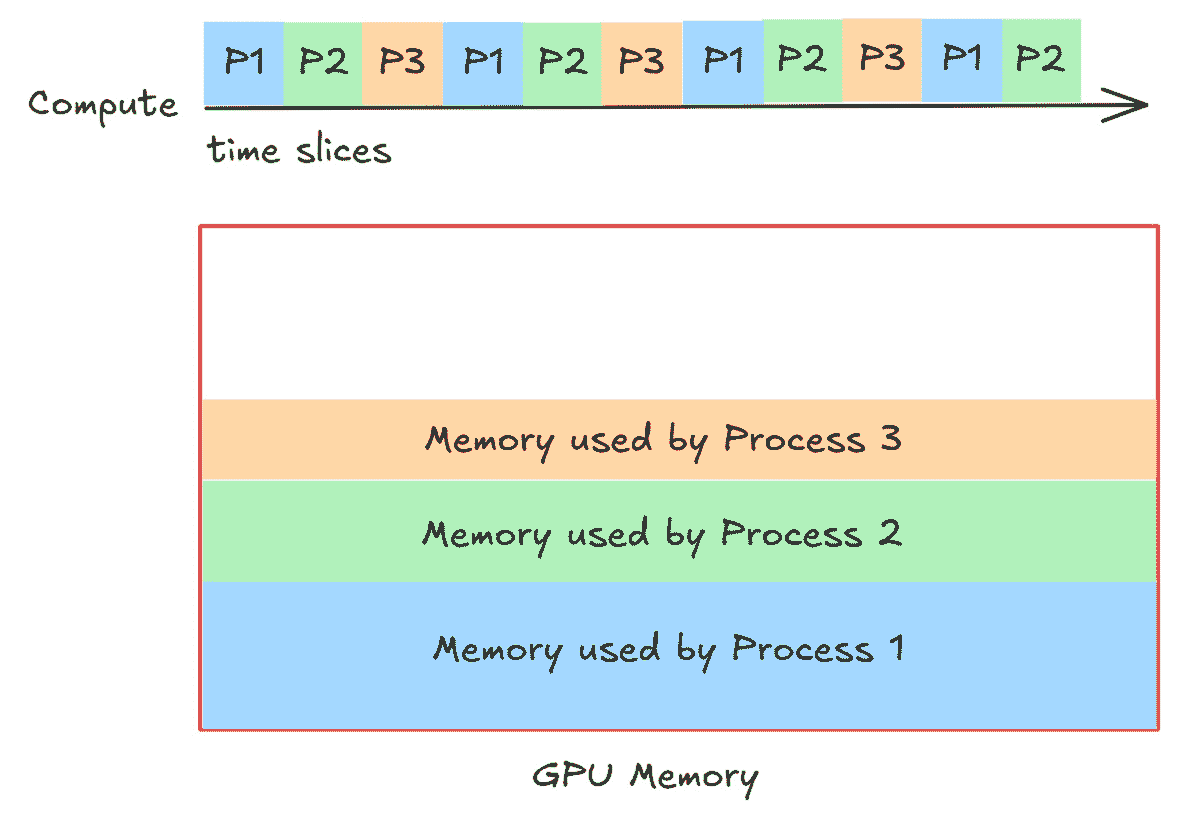 P1 P2 P3 P1 P2 P3 P1 P2 P3 P1 P2
Compute
time slices
Memory used by Process 3
Memory used by Process 2
Memory used by Process 1
GPU Memory